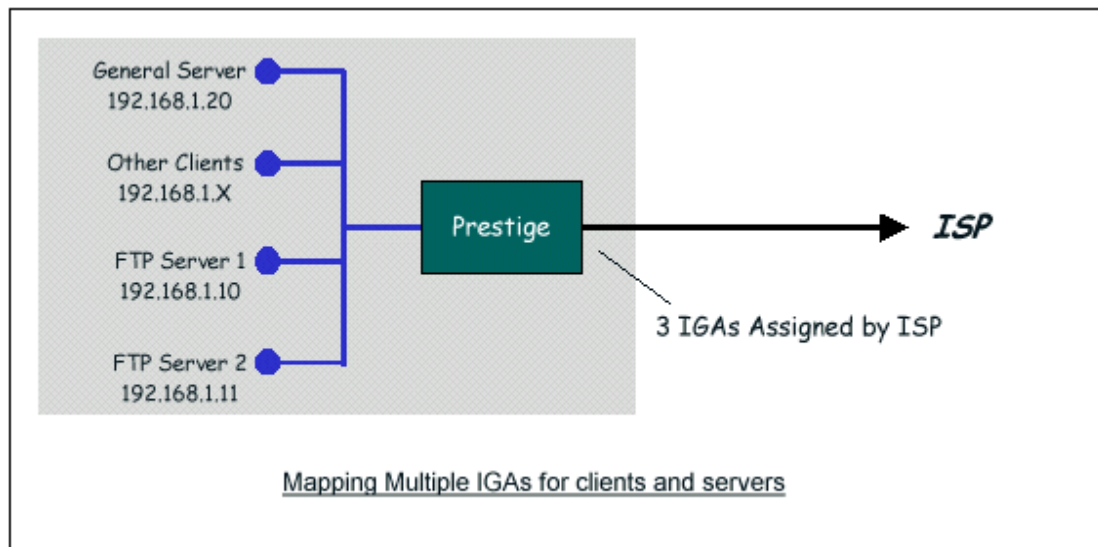 General Server
192.168.1.20
Other Clients
192.168.1.X
FTP Server 1
192.168.1.10
FTP Server 2
192.168.1.11
Prestige
ISP
3 IGAs Assigned by ISP
Mapping Multiple IGAs for clients and servers